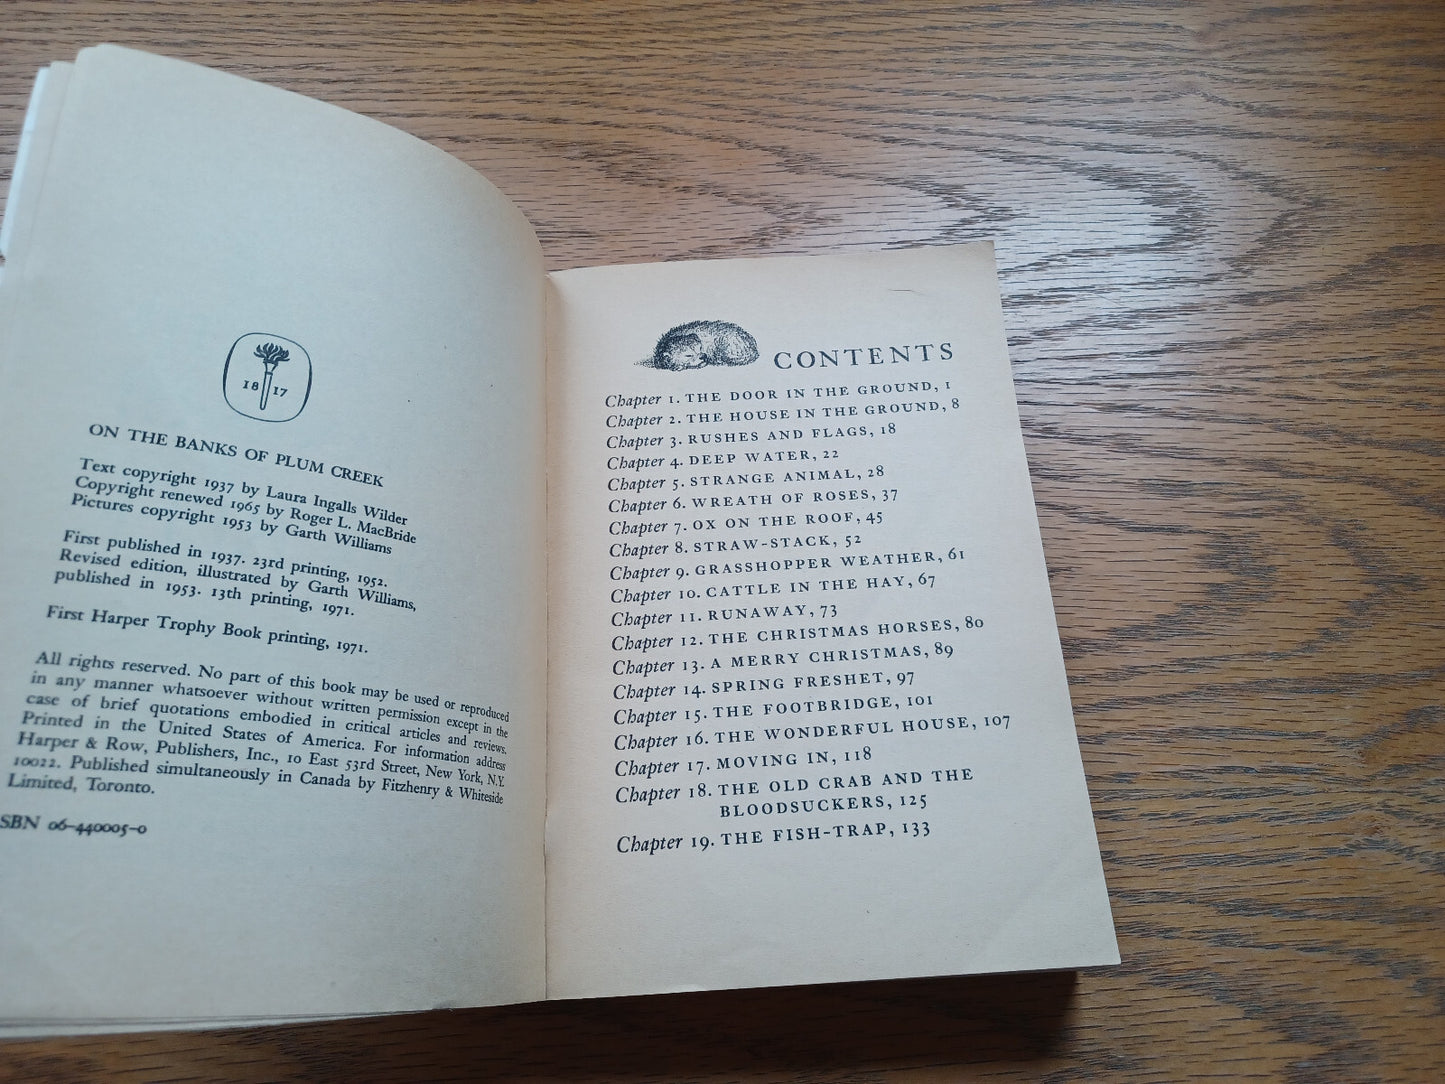 18 17
ON THE BANKS OF PLUM CREEK
Text copyright 1937 by Laura Ingalls Wilder
Copyright renewed 1965 by Roger L. MacBride
Pictures copyright 1953 by Garth Williams
First published in 1937. 23rd printing, 1952.
Revised edition, illustrated by Garth Williams,
published in 1953. 13th printing, 1971.
First Harper Trophy Book printing, 1971.
All rights reserved. No part of this book may be used or reproduced
in any manner whatsoever without written permission except in the
case of brief quotations embodied in critical articles and reviews.
Printed in the United States of America. For information address
Harper & Row, Publishers, Inc., 10 East 53rd Street, New York, N.Y.
10022. Published simultaneously in Canada by Fitzhenry & Whiteside
Limited, Toronto.
SBN 06-440005-0
CONTENTS
Chapter 1. THE DOOR IN THE GROUND, 1
Chapter 2. THE HOUSE IN THE GROUND, 8
Chapter 3. RUSHES AND FLAGS, 18
Chapter 4. DEEP WATER, 22
Chapter 5. STRANGE ANIMAL, 28
Chapter 6. WREATH OF ROSES, 37
Chapter 7. OX ON THE ROOF, 45
Chapter 8. STRAW-STACK, 52
Chapter 9. GRASSHOPPER WEATHER, 61
Chapter 10. CATTLE IN THE HAY, 67
Chapter 11. RUNAWAY, 73
Chapter 12. THE CHRISTMAS HORSES, 80
Chapter 13. A MERRY CHRISTMAS, 89
Chapter 14. SPRING FRESHET, 97
Chapter 15. THE FOOTBRIDGE, 101
Chapter 16. THE WONDERFUL HOUSE, 107
Chapter 17. MOVING IN, 118
Chapter 18. THE OLD CRAB AND THE
BLOODSUCKERS, 125
Chapter 19. THE FISH-TRAP, 133